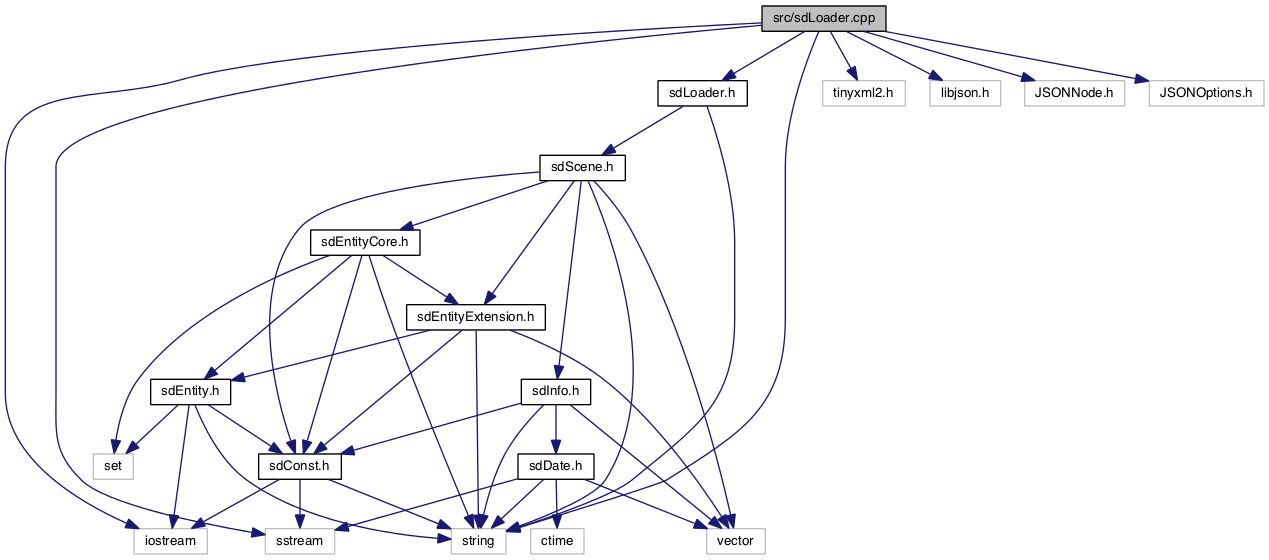 src/sdLoader.cpp
sdLoader.h
tinyxml2.h
libjson.h
JSONNode.h
JSONOptions.h
sdScene.h
sdEntityCore.h
sdEntityExtension.h
sdEntity.h
sdInfo.h
set
sdConst.h
sdDate.h
iostream
sstream
string
ctime
vector